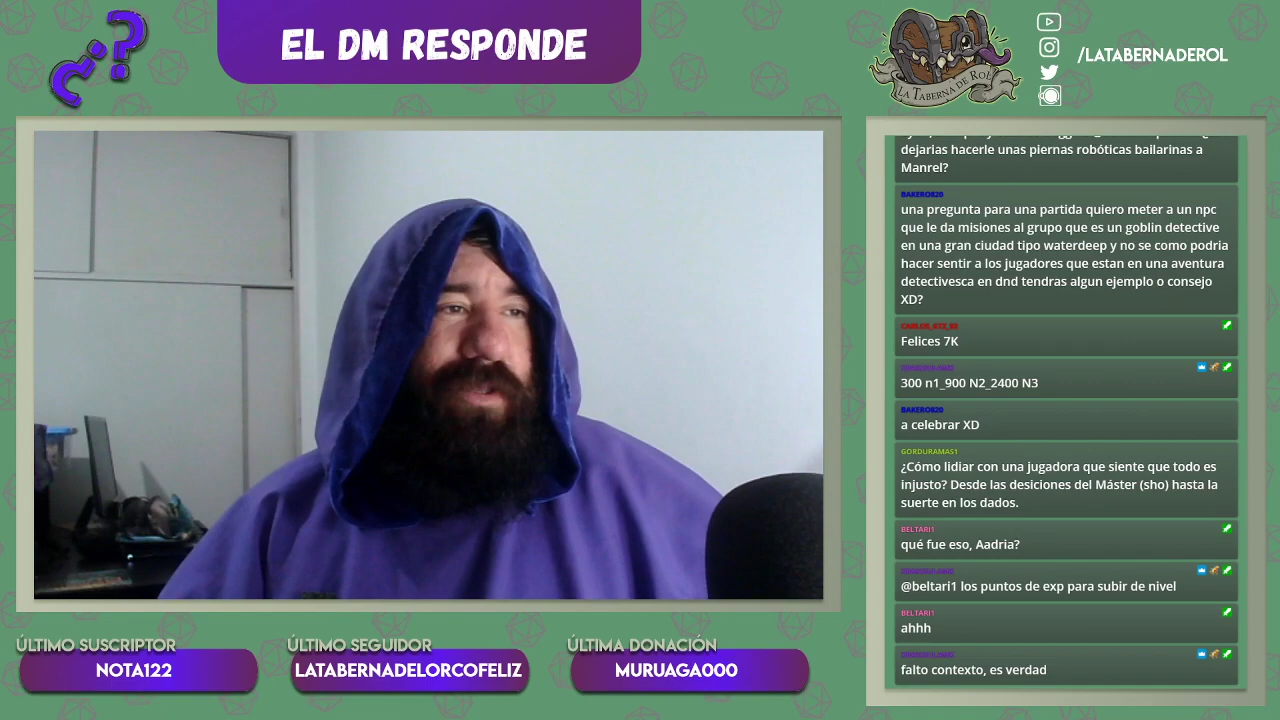 ¿?
EL DM RESPONDE
LA TABERNA DE ROL
/LATABERNADEROL
dejarias hacerle unas piernas robóticas bailarinas a
Manrel?
BAKERO820
una pregunta para una partida quiero meter a un npc
que le da misiones al grupo que es un goblin detective
en una gran ciudad tipo waterdeep y no se como podria
hacer sentir a los jugadores que estan en una aventura
detectivesca en dnd tendras algun ejemplo o consejo
XD?
Felices 7K
300 n1_900 N2_2400 N3
BAKERO820
a celebrar XD
GORDURAMAS1
¿Cómo lidiar con una jugadora que siente que todo es
injusto? Desde las desiciones del Máster (sho) hasta la
suerte en los dados.
BELTARI1
qué fue eso, Aadria?
@beltari1 los puntos de exp para subir de nivel
BELTARI1
ahhh
falto contexto, es verdad
ÚLTIMO SUSCRIPTOR
NOTA122
ÚLTIMO SEGUIDOR
LATABERNADELORCOFELIZ
ÚLTIMA DONACIÓN
MURUAGA000